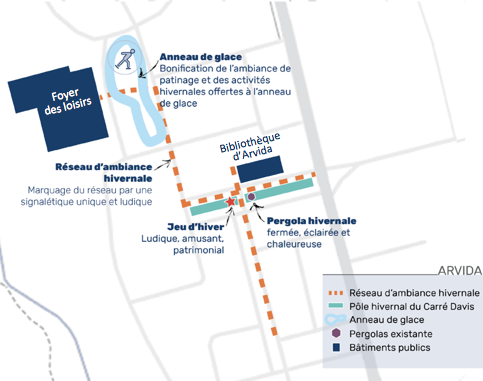 Anneau de glace
Bonification de l'ambiance de
patinage et des activités
hivernales offertes à l'anneau
de glace
Foyer
des loisirs
Bibliothèque
d'Arvida
Réseau d'ambiance
hivernale
Marquage du réseau par une
signalétique unique et ludique
Jeu d'hiver
Ludique, amusant,
patrimonial
Pergola hivernale
fermée, éclairée et
chaleureuse
ARVIDA
Réseau d'ambiance hivernale
Pôle hivernal du Carré Davis
Anneau de glace
Pergolas existante
Bâtiments publics